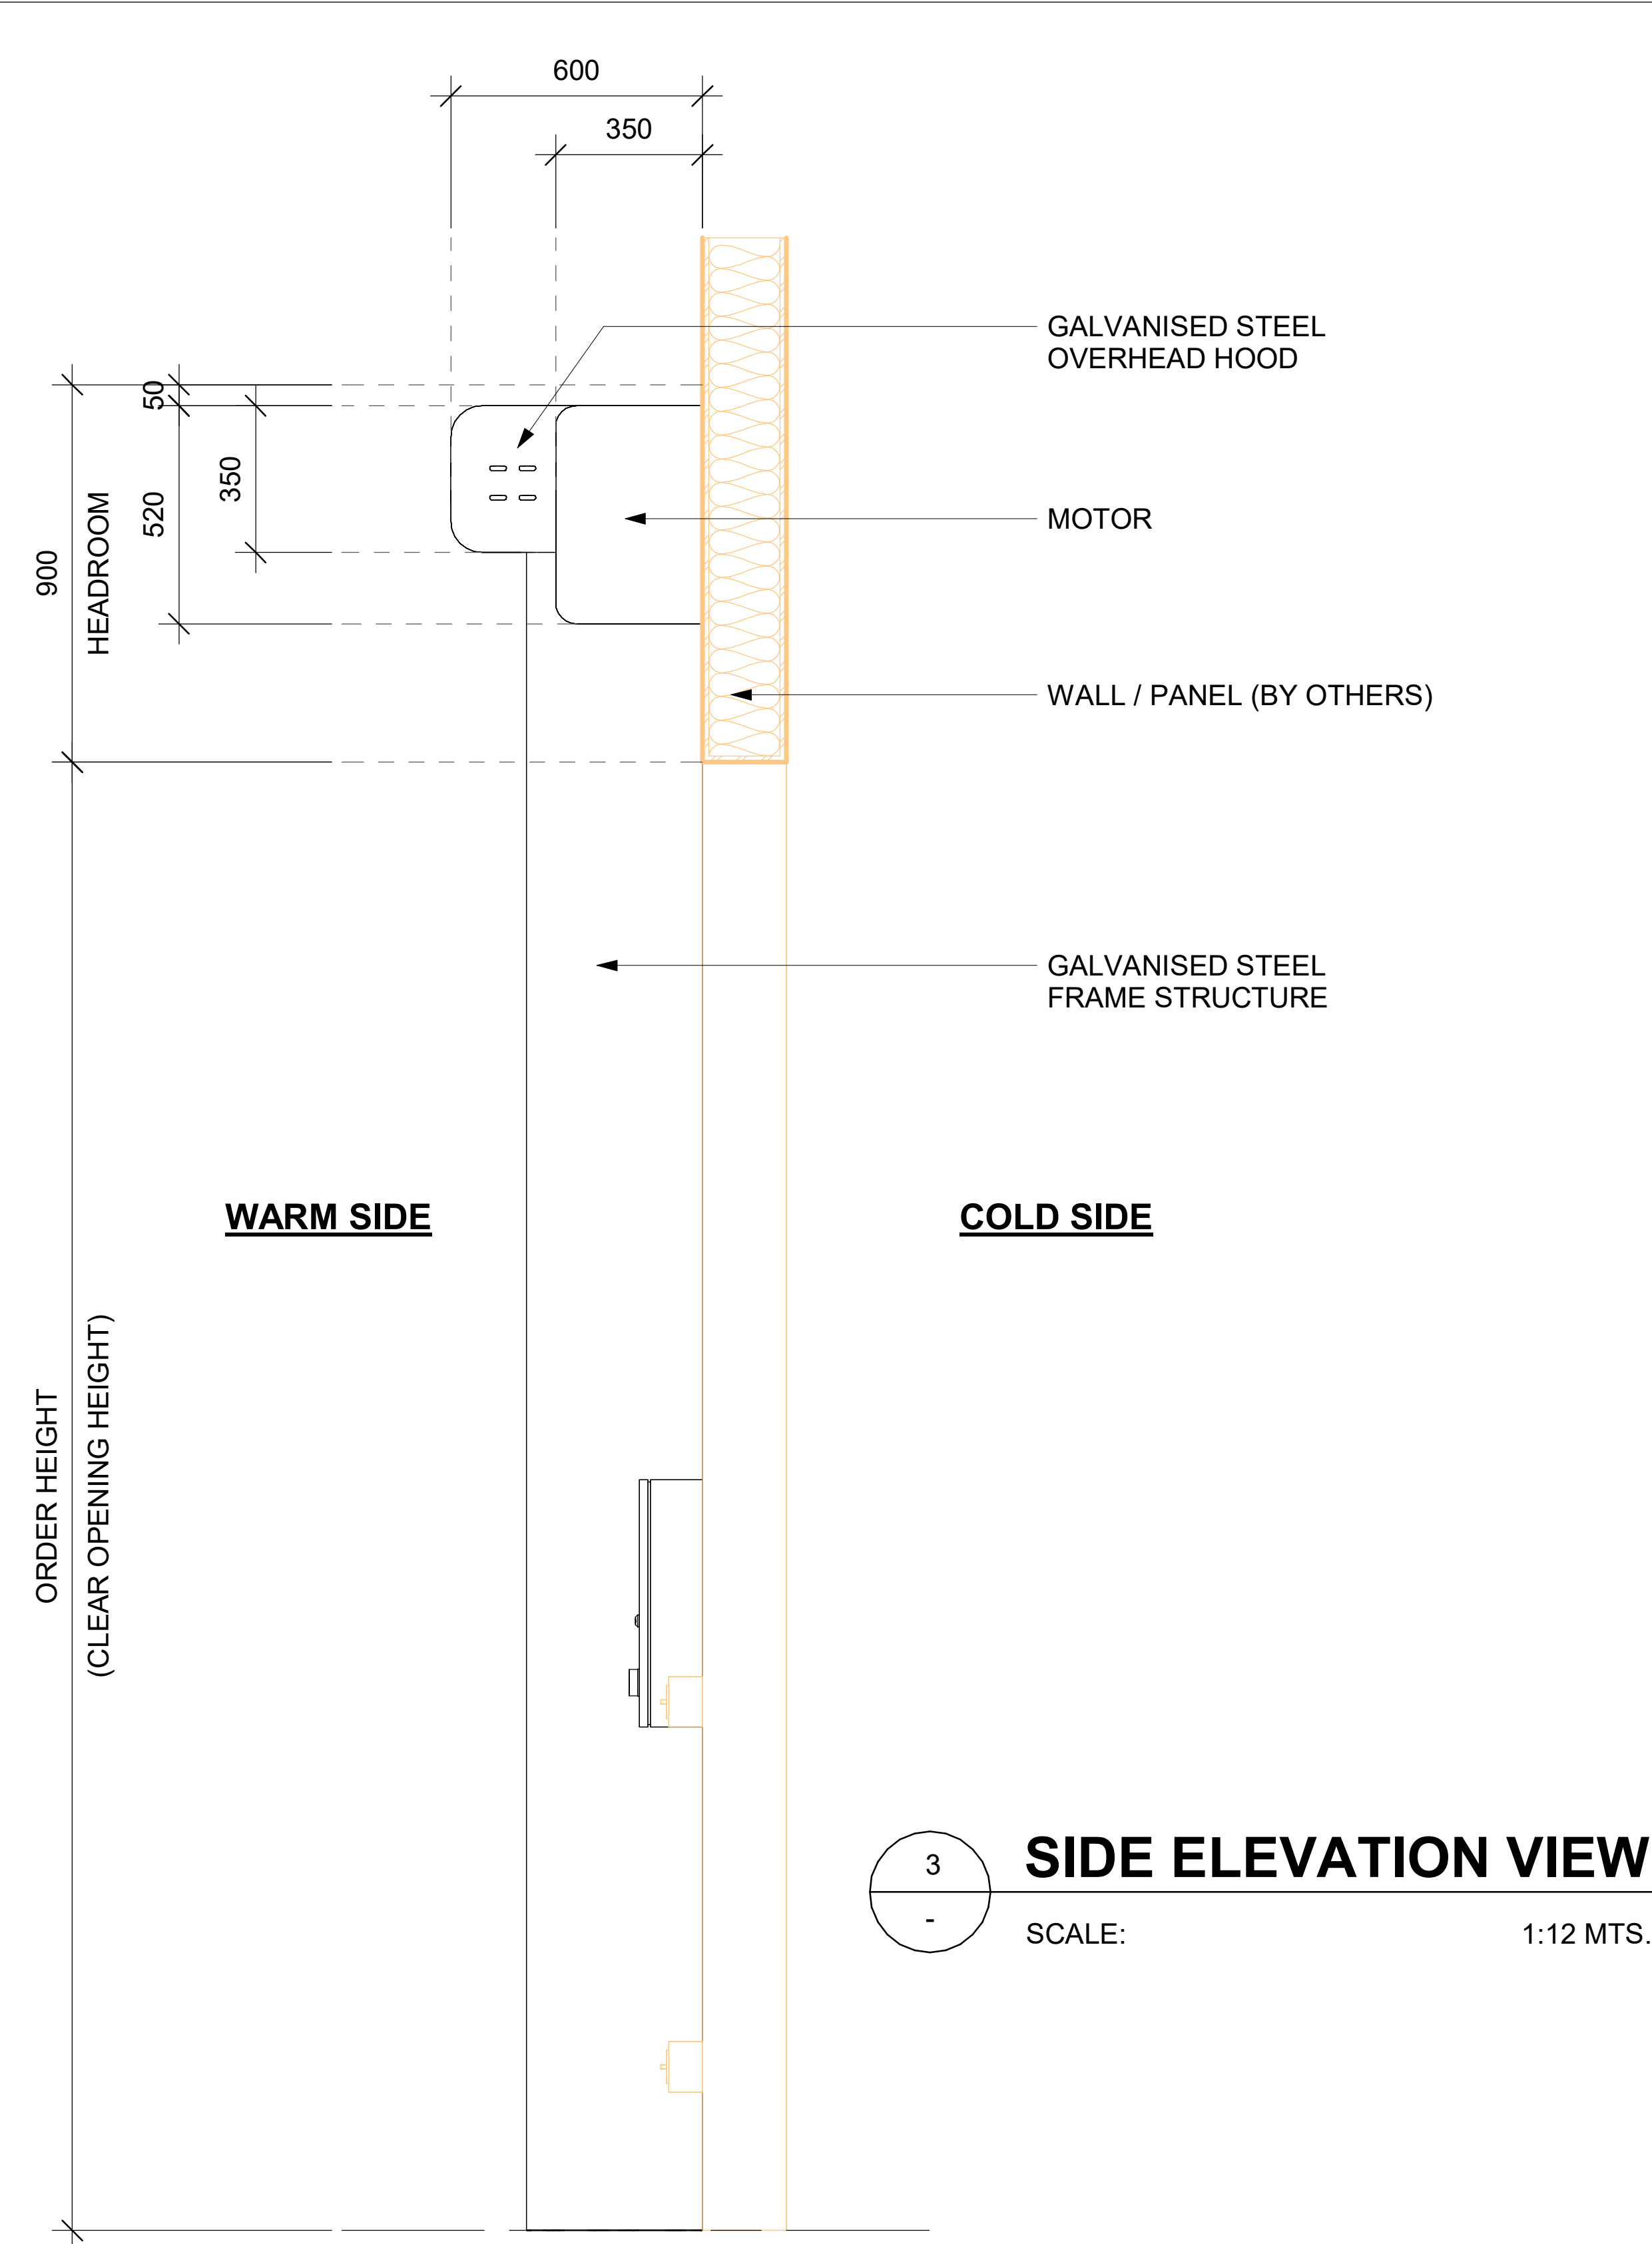 600
350
GALVANISED STEEL
OVERHEAD HOOD
50
350
520
900
HEADROOM
MOTOR
WALL / PANEL (BY OTHERS)
GALVANISED STEEL
FRAME STRUCTURE
WARM SIDE
COLD SIDE
ORDER HEIGHT
(CLEAR OPENING HEIGHT)
3
SIDE ELEVATION VIEW
-
SCALE:
1:12 MTS.